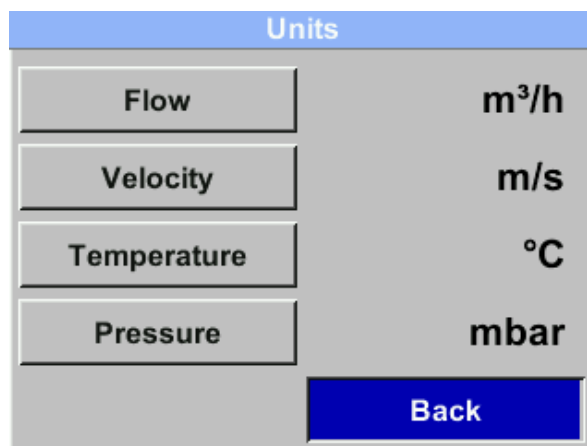 Units
Flow m³/h
Velocity m/s
Temperature °C
Pressure mbar
Back